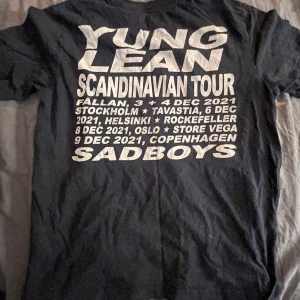 YUNG
LEAN
SCANDINAVIAN TOUR
FÅLLAN, 3 + 4 DEC 2021
STOCKHOLM ★ TAVASTIA, 6 DEC
2021, HELSINKI ★ ROCKEFELLER
8 DEC 2021, OSLO ★ STORE VEGA
9 DEC 2021, COPENHAGEN
SADBOYS